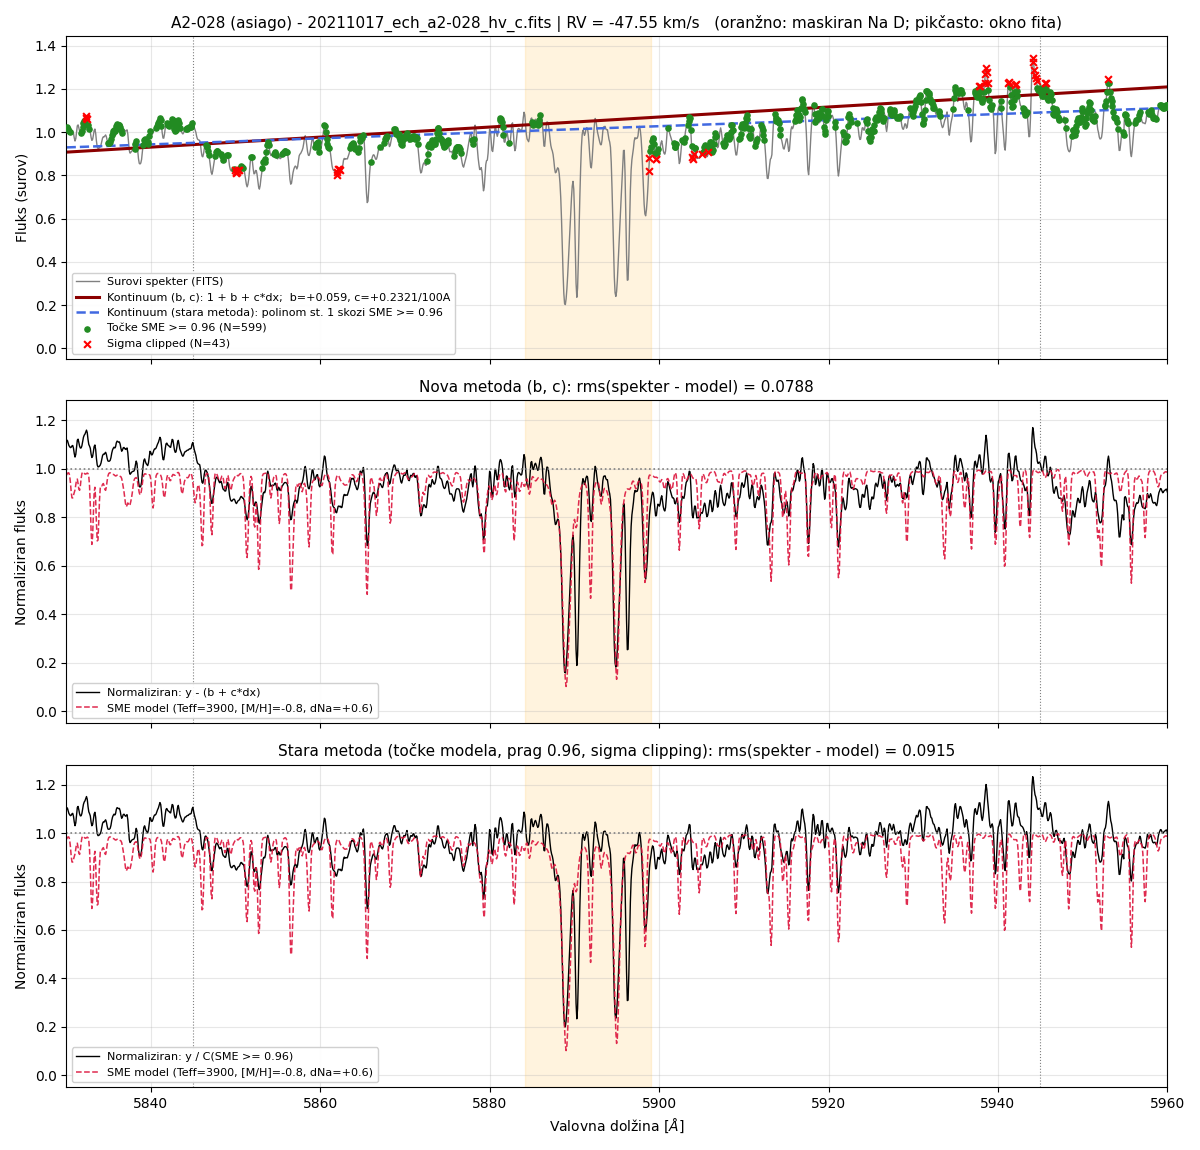 A2-028 (asiago) - 20211017_ech_a2-028_hv_c.fits | RV = -47.55 km/s   (oranžno: maskiran Na D; pikčasto: okno fita)
1.4
1.2
1.0
0.8
0.6
0.4
0.2
0.0
Fluks (surov)
Surovi spekter (FITS)
Kontinuum (b, c): 1 + b + c*dx;  b=+0.059, c=+0.2321/100A
Kontinuum (stara metoda): polinom st. 1 skozi SME >= 0.96
Točke SME >= 0.96 (N=599)
Sigma clipped (N=43)
Nova metoda (b, c): rms(spekter - model) = 0.0788
1.2
1.0
0.8
0.6
0.4
0.2
0.0
Normaliziran fluks
Normaliziran: y - (b + c*dx)
SME model (Teff=3900, [M/H]=-0.8, dNa=+0.6)
Stara metoda (točke modela, prag 0.96, sigma clipping): rms(spekter - model) = 0.0915
1.2
1.0
0.8
0.6
0.4
0.2
0.0
Normaliziran fluks
Normaliziran: y / C(SME >= 0.96)
SME model (Teff=3900, [M/H]=-0.8, dNa=+0.6)
5840 5860 5880 5900 5920 5940 5960
Valovna dolžina [Å]